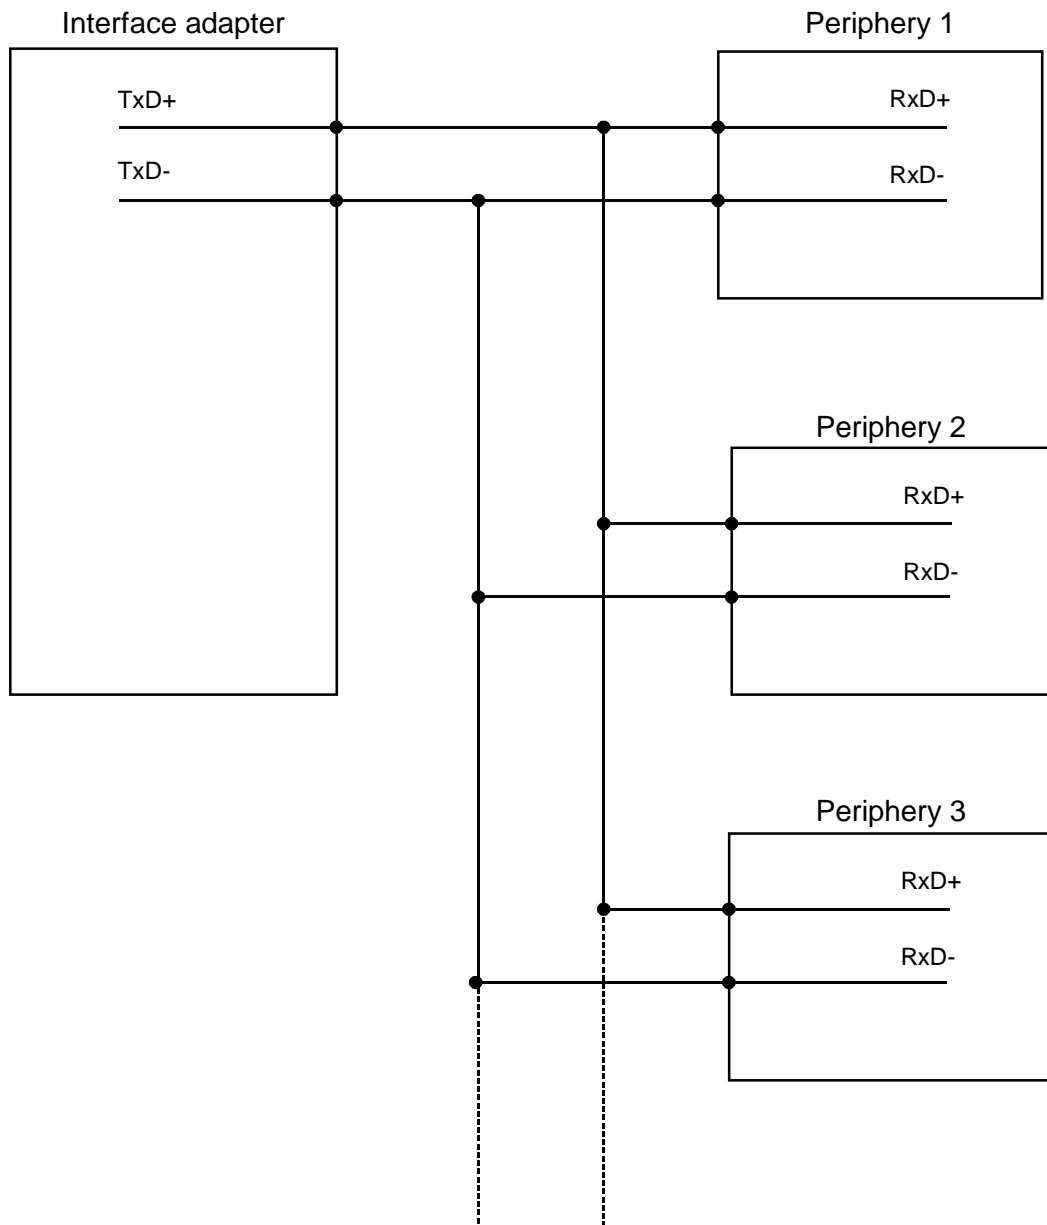 Interface adapter
Periphery 1
TxD+
RxD+
TxD-
RxD-
Periphery 2
RxD+
RxD-
Periphery 3
RxD+
RxD-